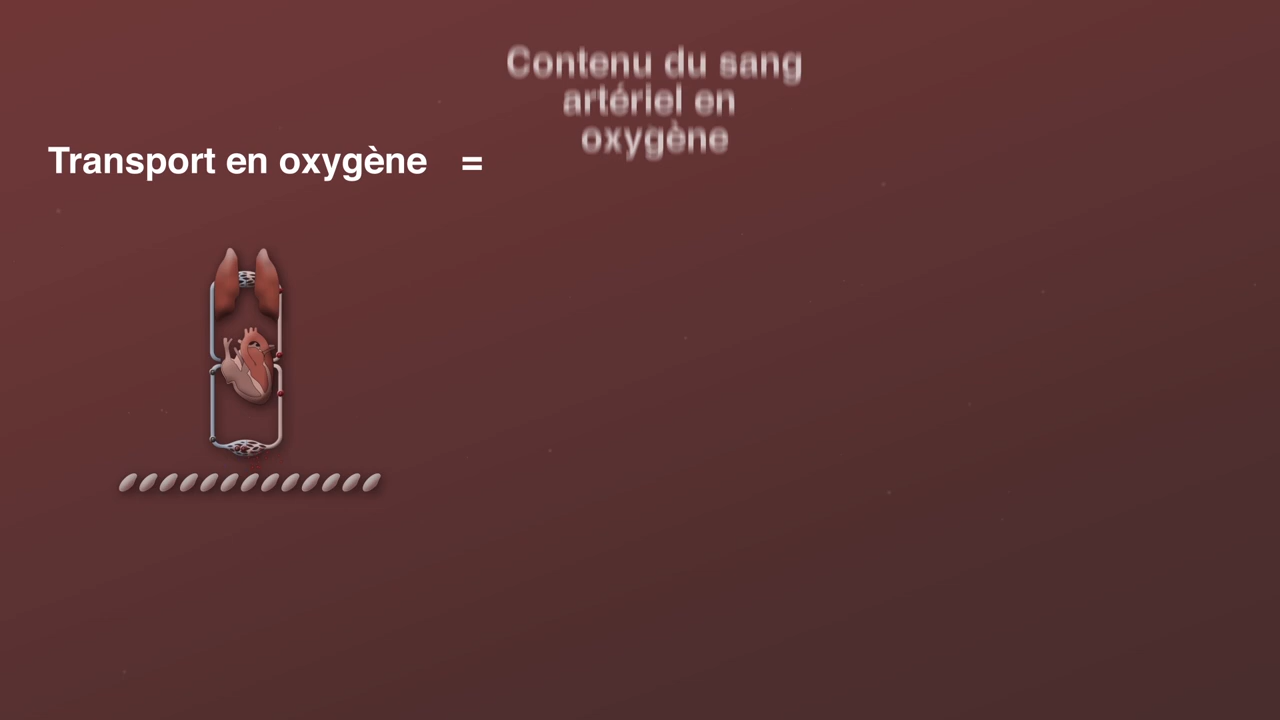 Contenu du sang
artériel en
oxygène
Transport en oxygène =